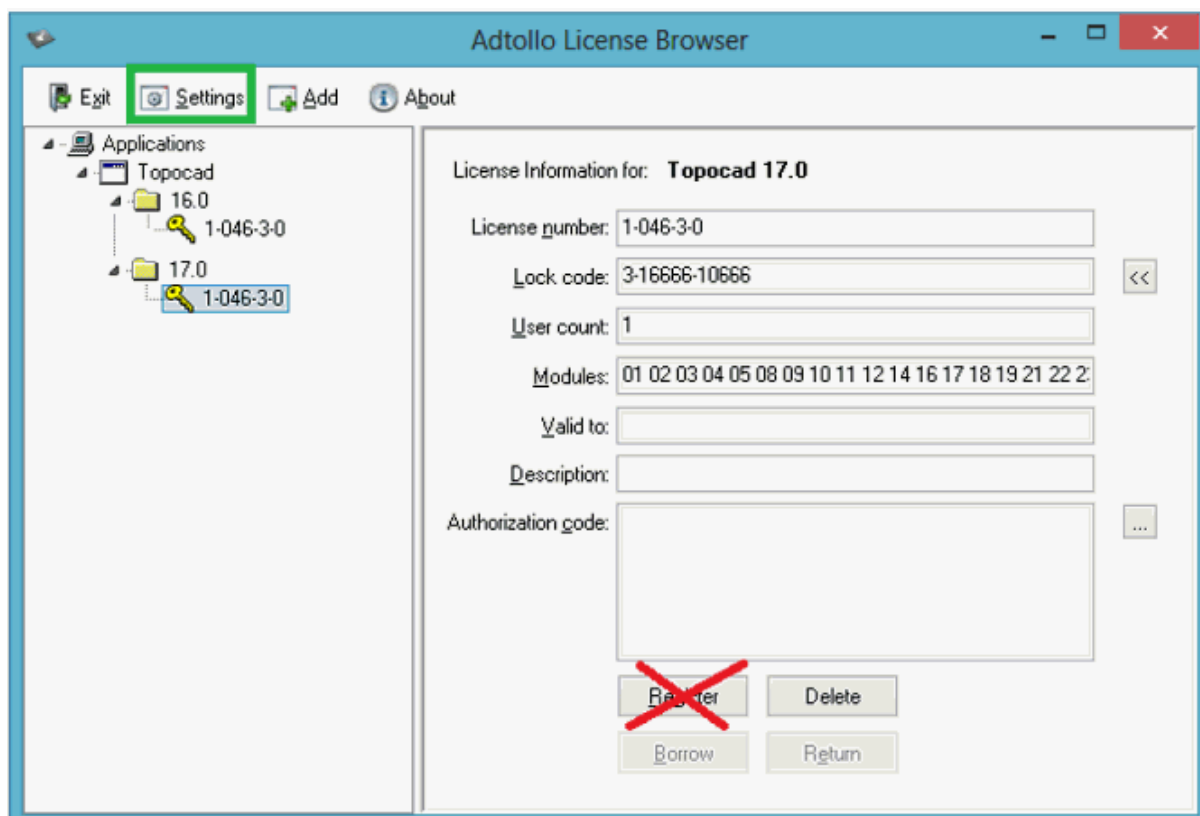 Adtollo License Browser
Exit Settings Add About
Applications
Topocad
16.0
1-046-3-0
17.0
1-046-3-0
License Information for: Topocad 17.0
License number: 1-046-3-0
Lock code: 3-16666-10666 <<
User count: 1
Modules: 01 02 03 04 05 08 09 10 11 12 14 16 17 18 19 21 22
Valid to:
Description:
Authorization code: ...
Register Delete
Borrow Return